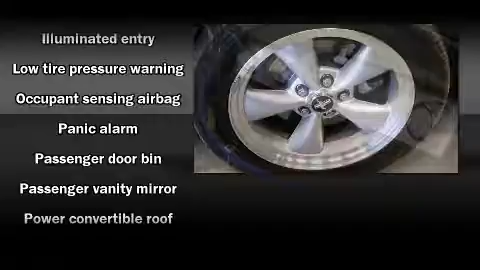 Illuminated entry
Low tire pressure warning
Occupant sensing airbag
Panic alarm
Passenger door bin
Passenger vanity mirror
Power convertible roof